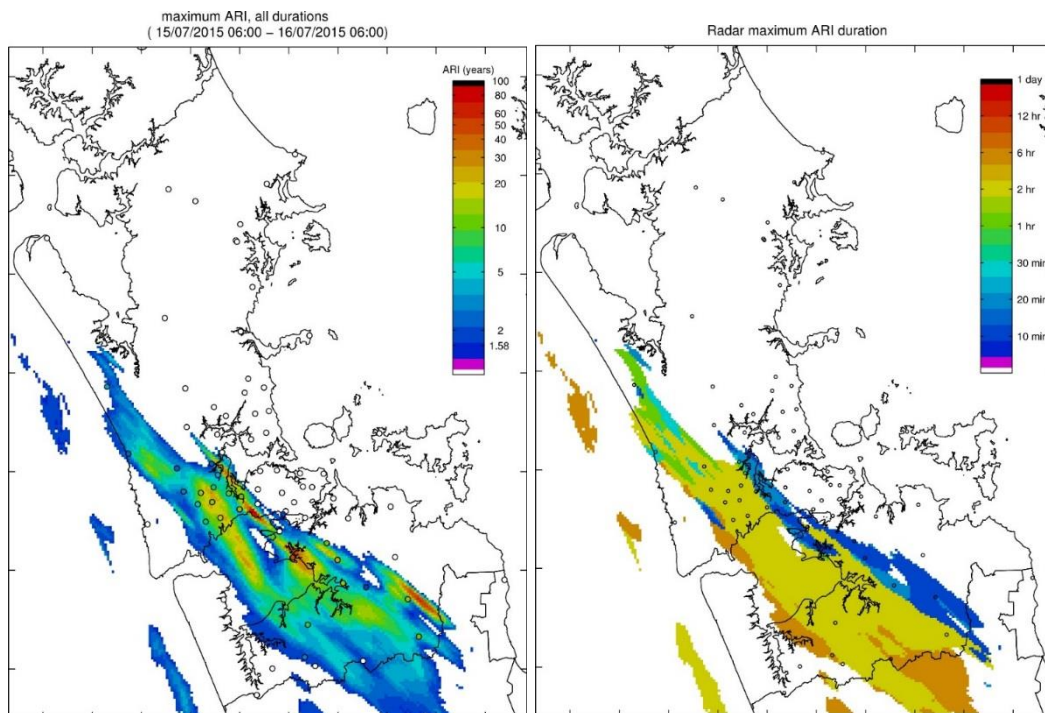 maximum ARI, all durations
( 15/07/2015 06:00 − 16/07/2015 06:00)
ARI (years)
100
80
60
50
40
30
20
10
5
2
1.58
Radar maximum ARI duration
1 day
12 hr
6 hr
2 hr
1 hr
30 min
20 min
10 min